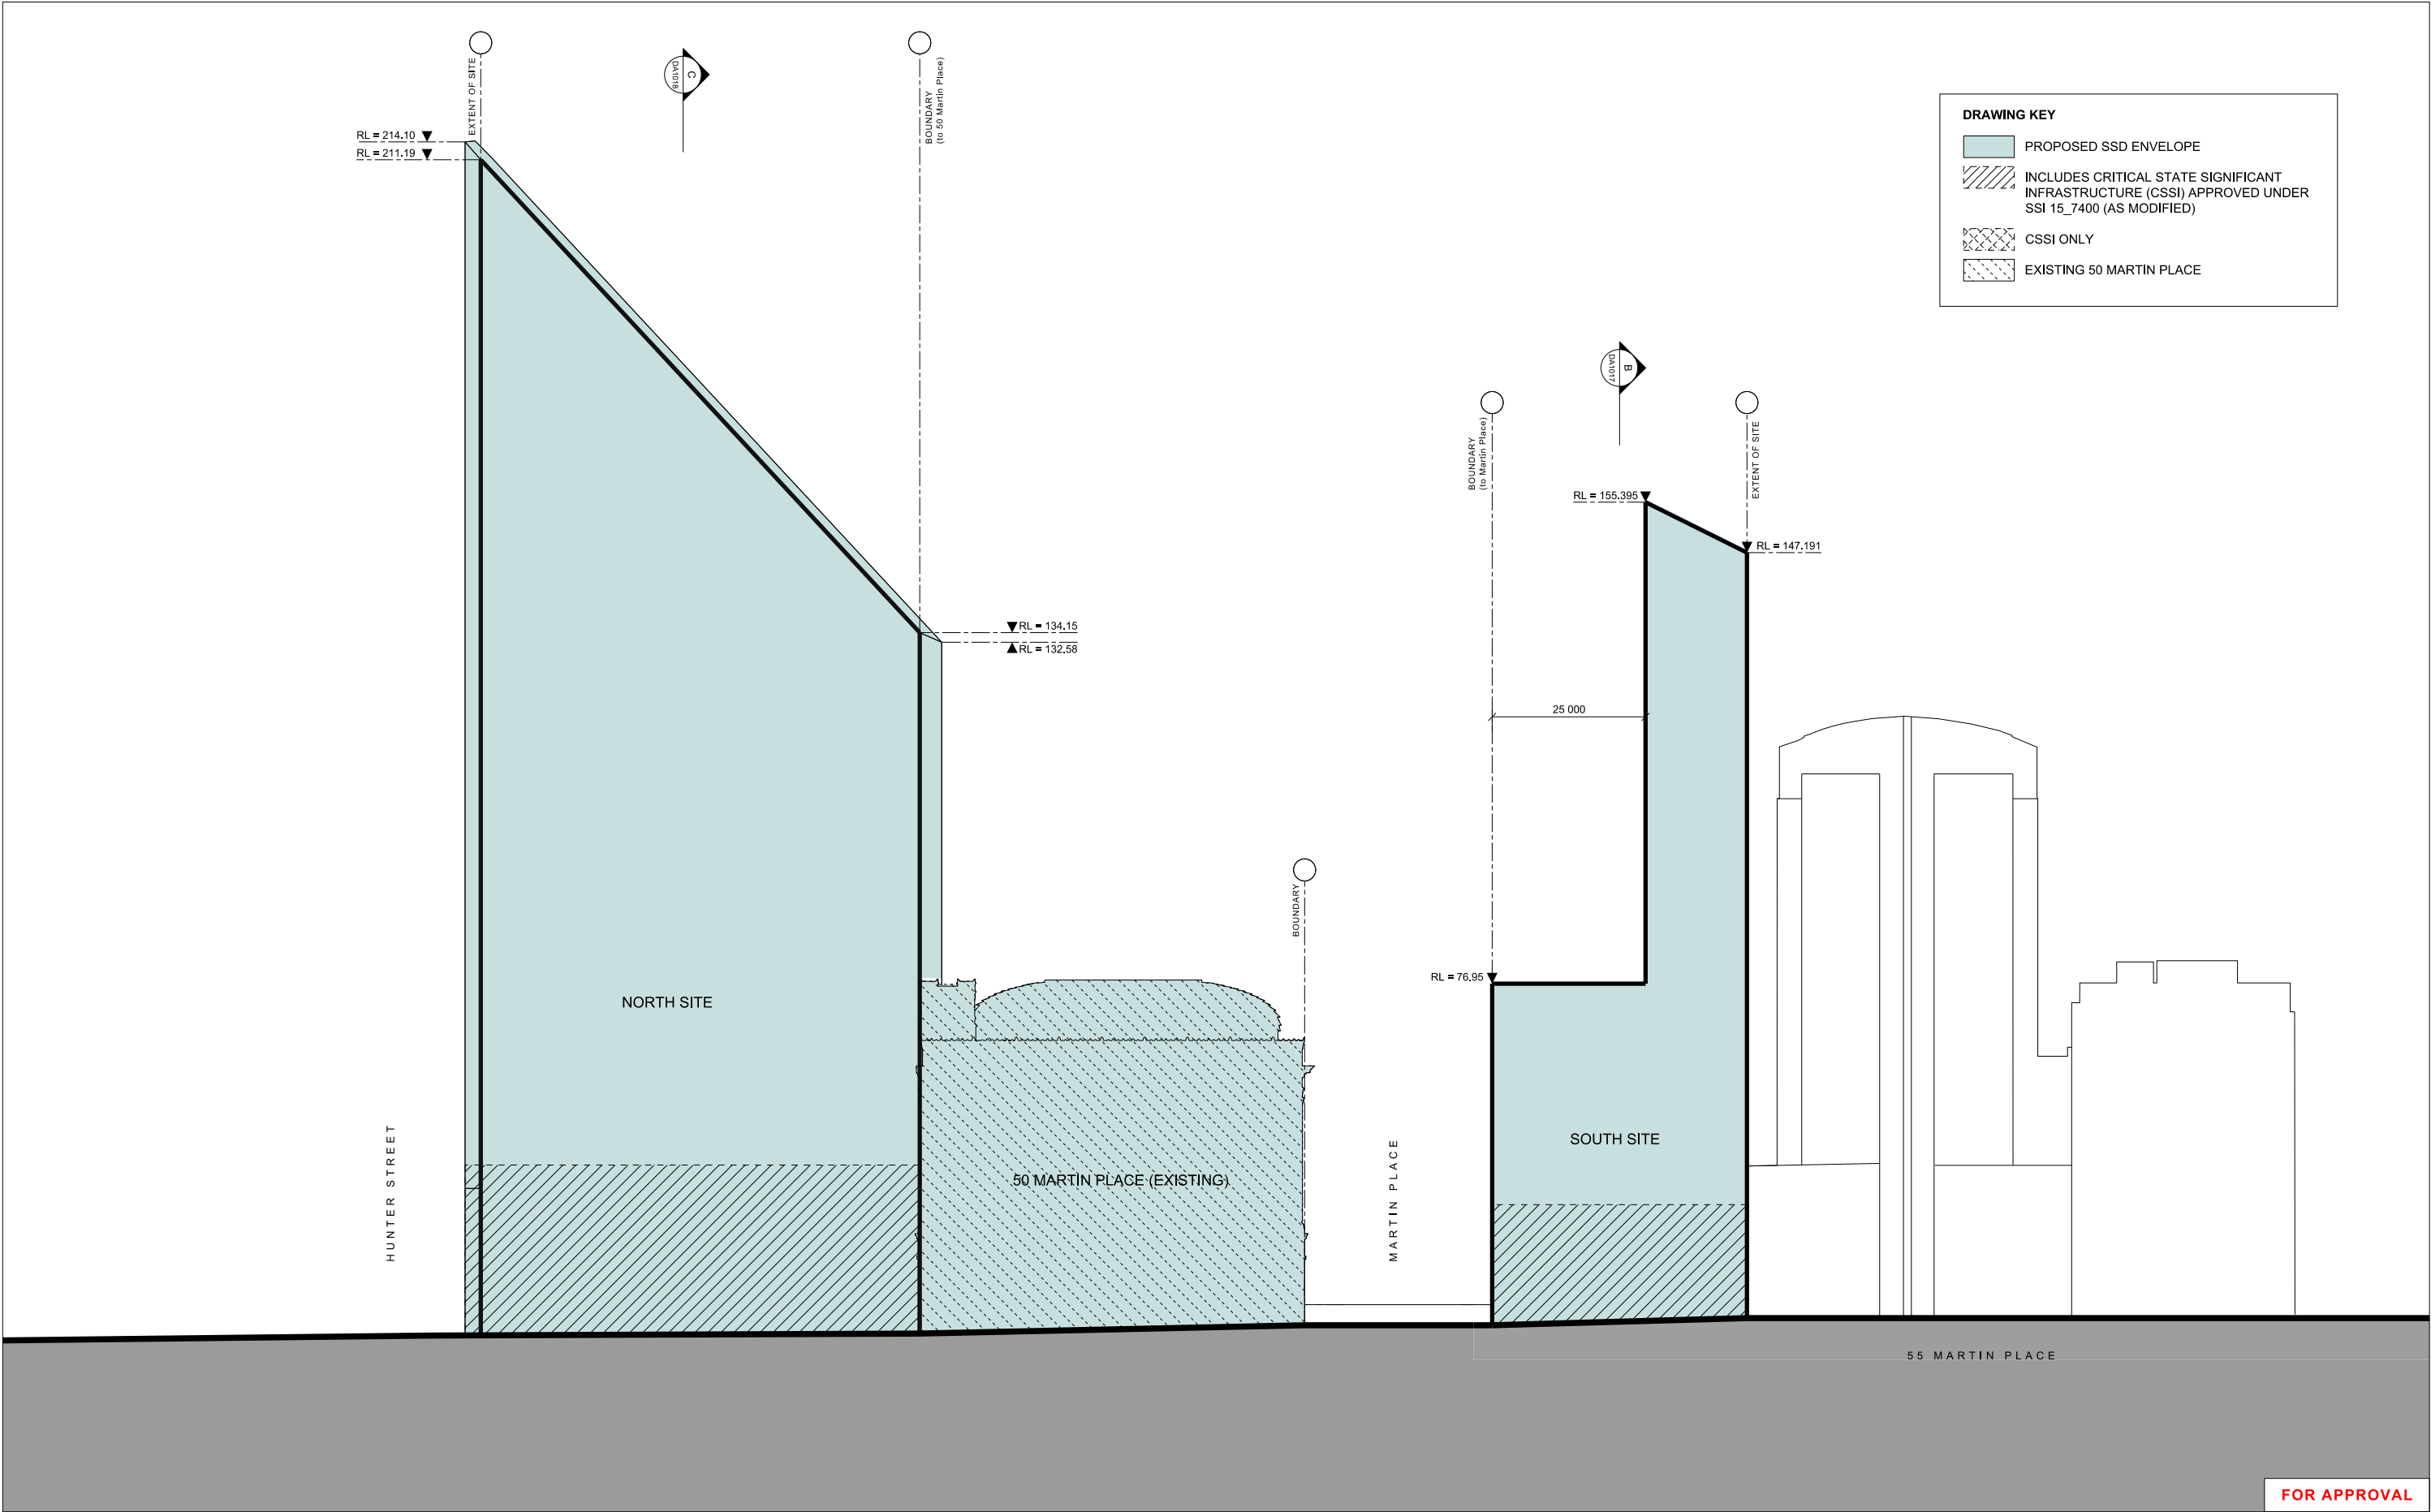 EXTENT OF SITE
C
DA1018
BOUNDARY
(to 50 Martin Place)
RL = 214.10
RL = 211.19
DRAWING KEY
PROPOSED SSD ENVELOPE
INCLUDES CRITICAL STATE SIGNIFICANT
INFRASTRUCTURE (CSSI) APPROVED UNDER
SSI 15_7400 (AS MODIFIED)
CSSI ONLY
EXISTING 50 MARTIN PLACE
B
DA1017
BOUNDARY
(to Martin Place)
EXTENT OF SITE
RL = 155.395
RL = 147.191
RL = 134.15
RL = 132.58
25 000
BOUNDARY
RL = 76.95
NORTH SITE
SOUTH SITE
50 MARTIN PLACE (EXISTING)
HUNTER STREET
MARTIN PLACE
55 MARTIN PLACE
FOR APPROVAL